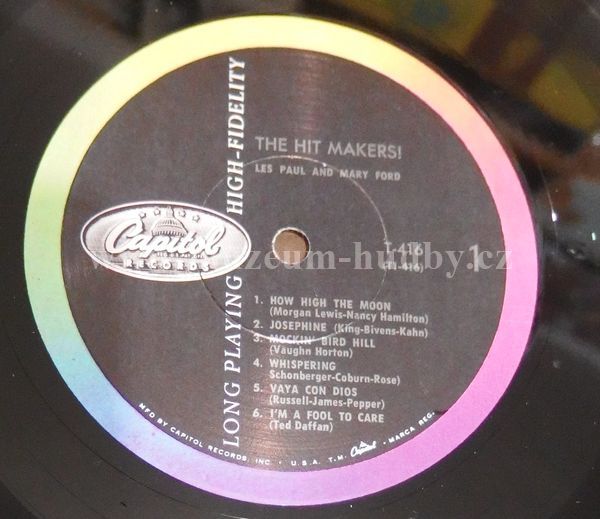 THE HIT MAKERS!
LES PAUL AND MARY FORD
LONG PLAYING HIGH-FIDELITY
Capitol
RECORDS
T-416
1
1. HOW HIGH THE MOON
(Morgan Lewis-Nancy Hamilton)
2. JOSEPHINE (King-Bivens-Kahn)
3. MOCKIN' BIRD HILL
(Vaughn Horton)
4. WHISPERING
Schonberger-Coburn-Rose)
5. VAYA CON DIOS
(Russell-James-Pepper)
6. I'M A FOOL TO CARE
(Ted Daffan)
MFD BY CAPITOL RECORDS, INC • U.S.A. T.M. Capitol MARCA REG.